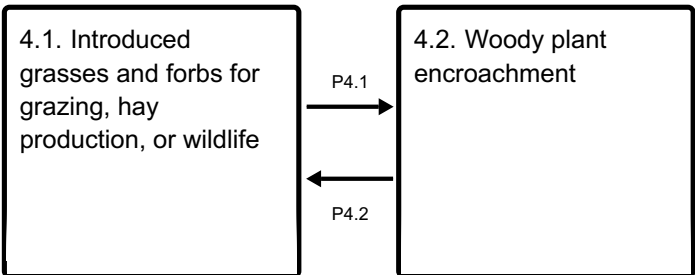 4.1. Introduced
grasses and forbs for
grazing, hay
production, or wildlife
P4.1
P4.2
4.2. Woody plant
encroachment